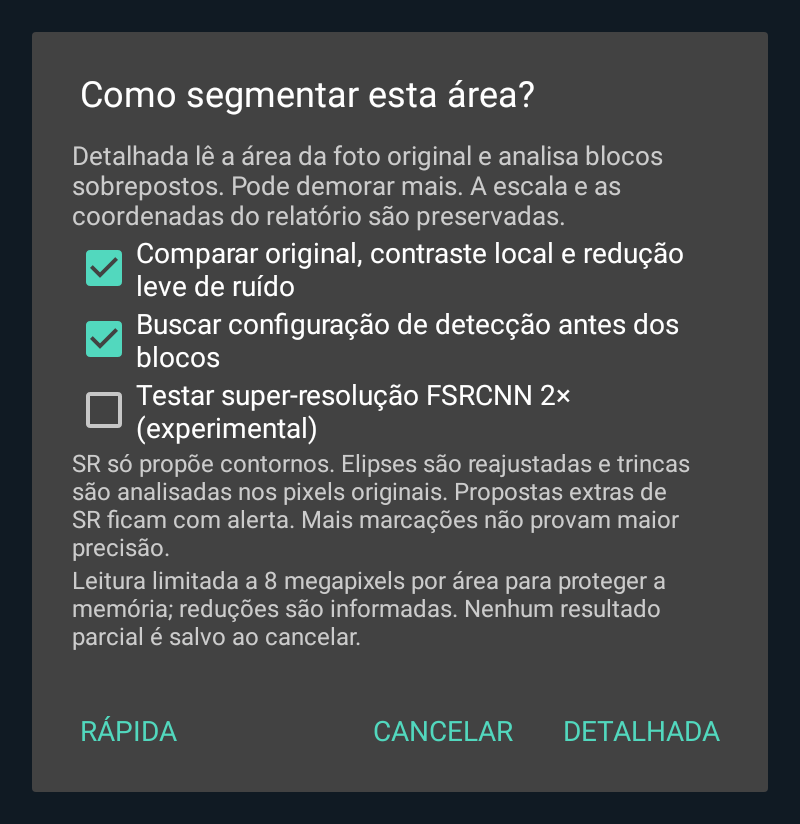 Como segmentar esta área?
Detalhada lê a área da foto original e analisa blocos
sobrepostos. Pode demorar mais. A escala e as
coordenadas do relatório são preservadas.
Comparar original, contraste local e redução
leve de ruído
Buscar configuração de detecção antes dos
blocos
Testar super-resolução FSRCNN 2×
(experimental)
SR só propõe contornos. Elipses são reajustadas e trincas
são analisadas nos pixels originais. Propostas extras de
SR ficam com alerta. Mais marcações não provam maior
precisão.
Leitura limitada a 8 megapixels por área para proteger a
memória; reduções são informadas. Nenhum resultado
parcial é salvo ao cancelar.
RÁPIDA CANCELAR DETALHADA